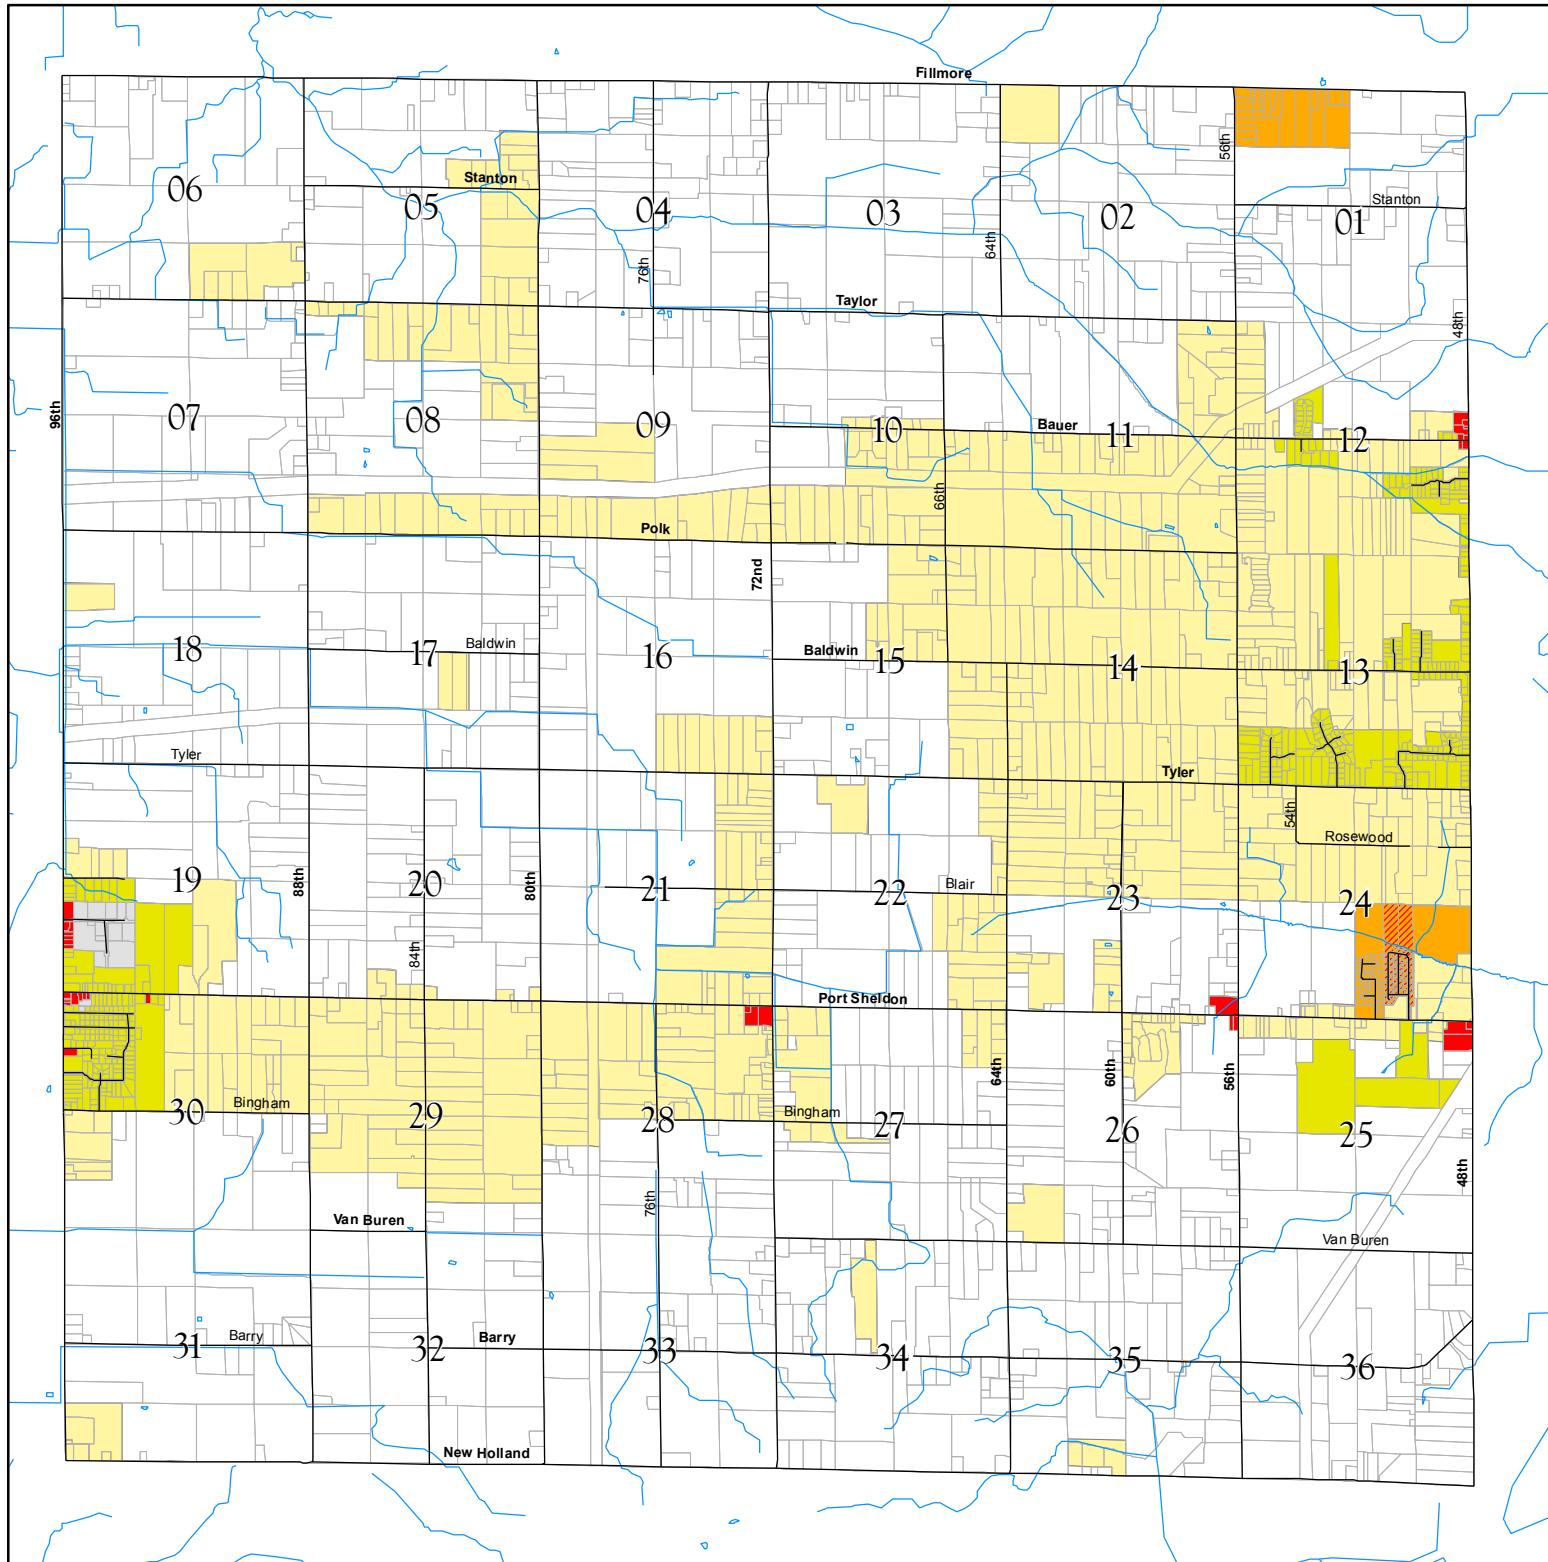 Fillmore
56th
06
Stanton
05
04
03
02
Stanton
01
64th
76th
Taylor
48th
96th
07
08
09
10
Bauer
11
12
66th
Polk
72nd
18
17
Baldwin
16
Baldwin
15
14
13
Tyler
Tyler
54th
Rosewood
19
88th
20
80th
21
22
Blair
23
24
84th
Port Sheldon
64th
60th
56th
30
Bingham
29
28
Bingham
27
26
25
48th
76th
Van Buren
Van Buren
31
Barry
32
Barry
33
34
35
36
New Holland